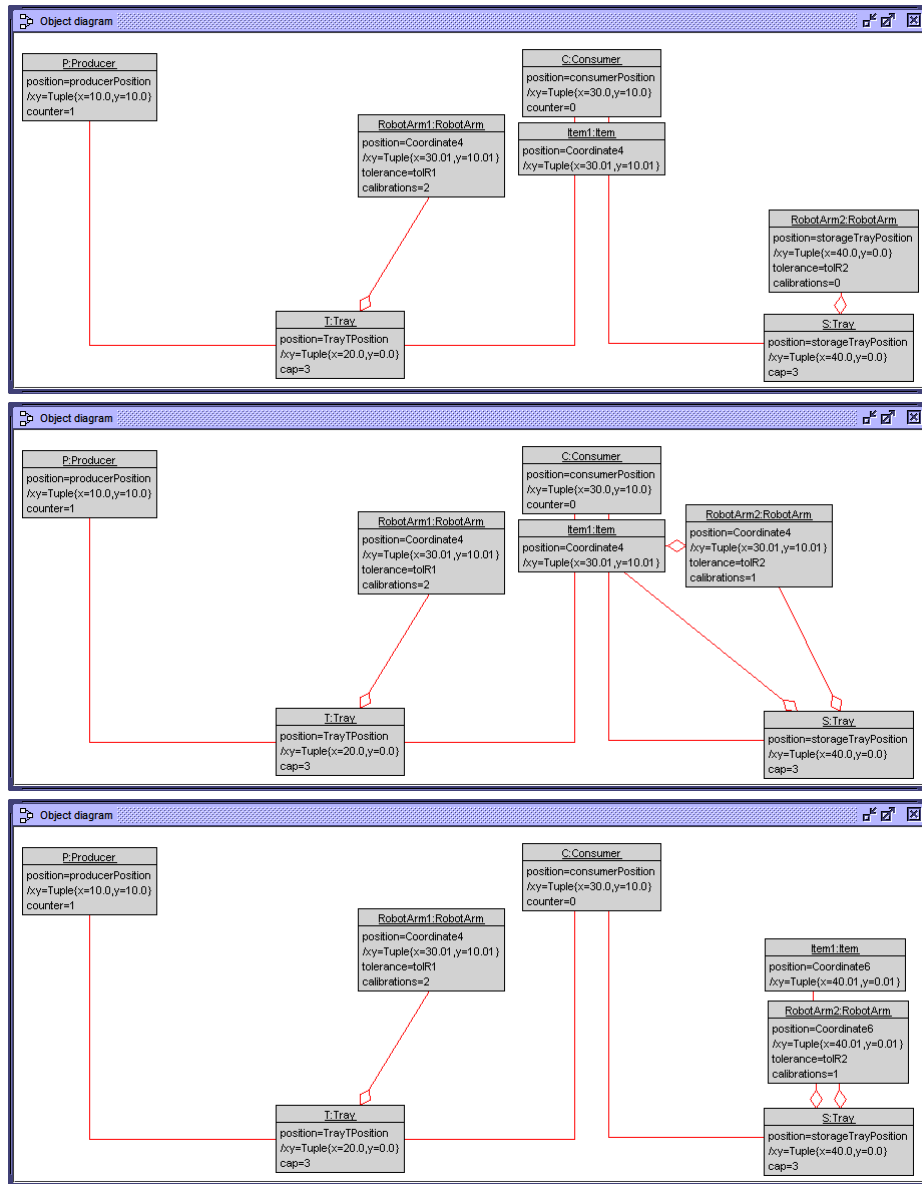 Object diagram
P:Producer
position=producerPosition
/xy=Tuple{x=10.0,y=10.0}
counter=1
RobotArm1:RobotArm
position=Coordinate4
/xy=Tuple{x=30.01,y=10.01}
tolerance=tolR1
calibrations=2
C:Consumer
position=consumerPosition
/xy=Tuple{x=30.0,y=10.0}
counter=0
Item1:Item
position=Coordinate4
/xy=Tuple{x=30.01,y=10.01}
RobotArm2:RobotArm
position=storageTrayPosition
/xy=Tuple{x=40.0,y=0.0}
tolerance=tolR2
calibrations=0
T:Tray
position=TrayTPosition
/xy=Tuple{x=20.0,y=0.0}
cap=3
S:Tray
position=storageTrayPosition
/xy=Tuple{x=40.0,y=0.0}
cap=3
Object diagram
P:Producer
position=producerPosition
/xy=Tuple{x=10.0,y=10.0}
counter=1
RobotArm1:RobotArm
position=Coordinate4
/xy=Tuple{x=30.01,y=10.01}
tolerance=tolR1
calibrations=2
C:Consumer
position=consumerPosition
/xy=Tuple{x=30.0,y=10.0}
counter=0
Item1:Item
position=Coordinate4
/xy=Tuple{x=30.01,y=10.01}
RobotArm2:RobotArm
position=Coordinate4
/xy=Tuple{x=30.01,y=10.01}
tolerance=tolR2
calibrations=1
T:Tray
position=TrayTPosition
/xy=Tuple{x=20.0,y=0.0}
cap=3
S:Tray
position=storageTrayPosition
/xy=Tuple{x=40.0,y=0.0}
cap=3
Object diagram
P:Producer
position=producerPosition
/xy=Tuple{x=10.0,y=10.0}
counter=1
RobotArm1:RobotArm
position=Coordinate4
/xy=Tuple{x=30.01,y=10.01}
tolerance=tolR1
calibrations=2
C:Consumer
position=consumerPosition
/xy=Tuple{x=30.0,y=10.0}
counter=0
Item1:Item
position=Coordinate6
/xy=Tuple{x=40.01,y=0.01}
RobotArm2:RobotArm
position=Coordinate6
/xy=Tuple{x=40.01,y=0.01}
tolerance=tolR2
calibrations=1
T:Tray
position=TrayTPosition
/xy=Tuple{x=20.0,y=0.0}
cap=3
S:Tray
position=storageTrayPosition
/xy=Tuple{x=40.0,y=0.0}
cap=3